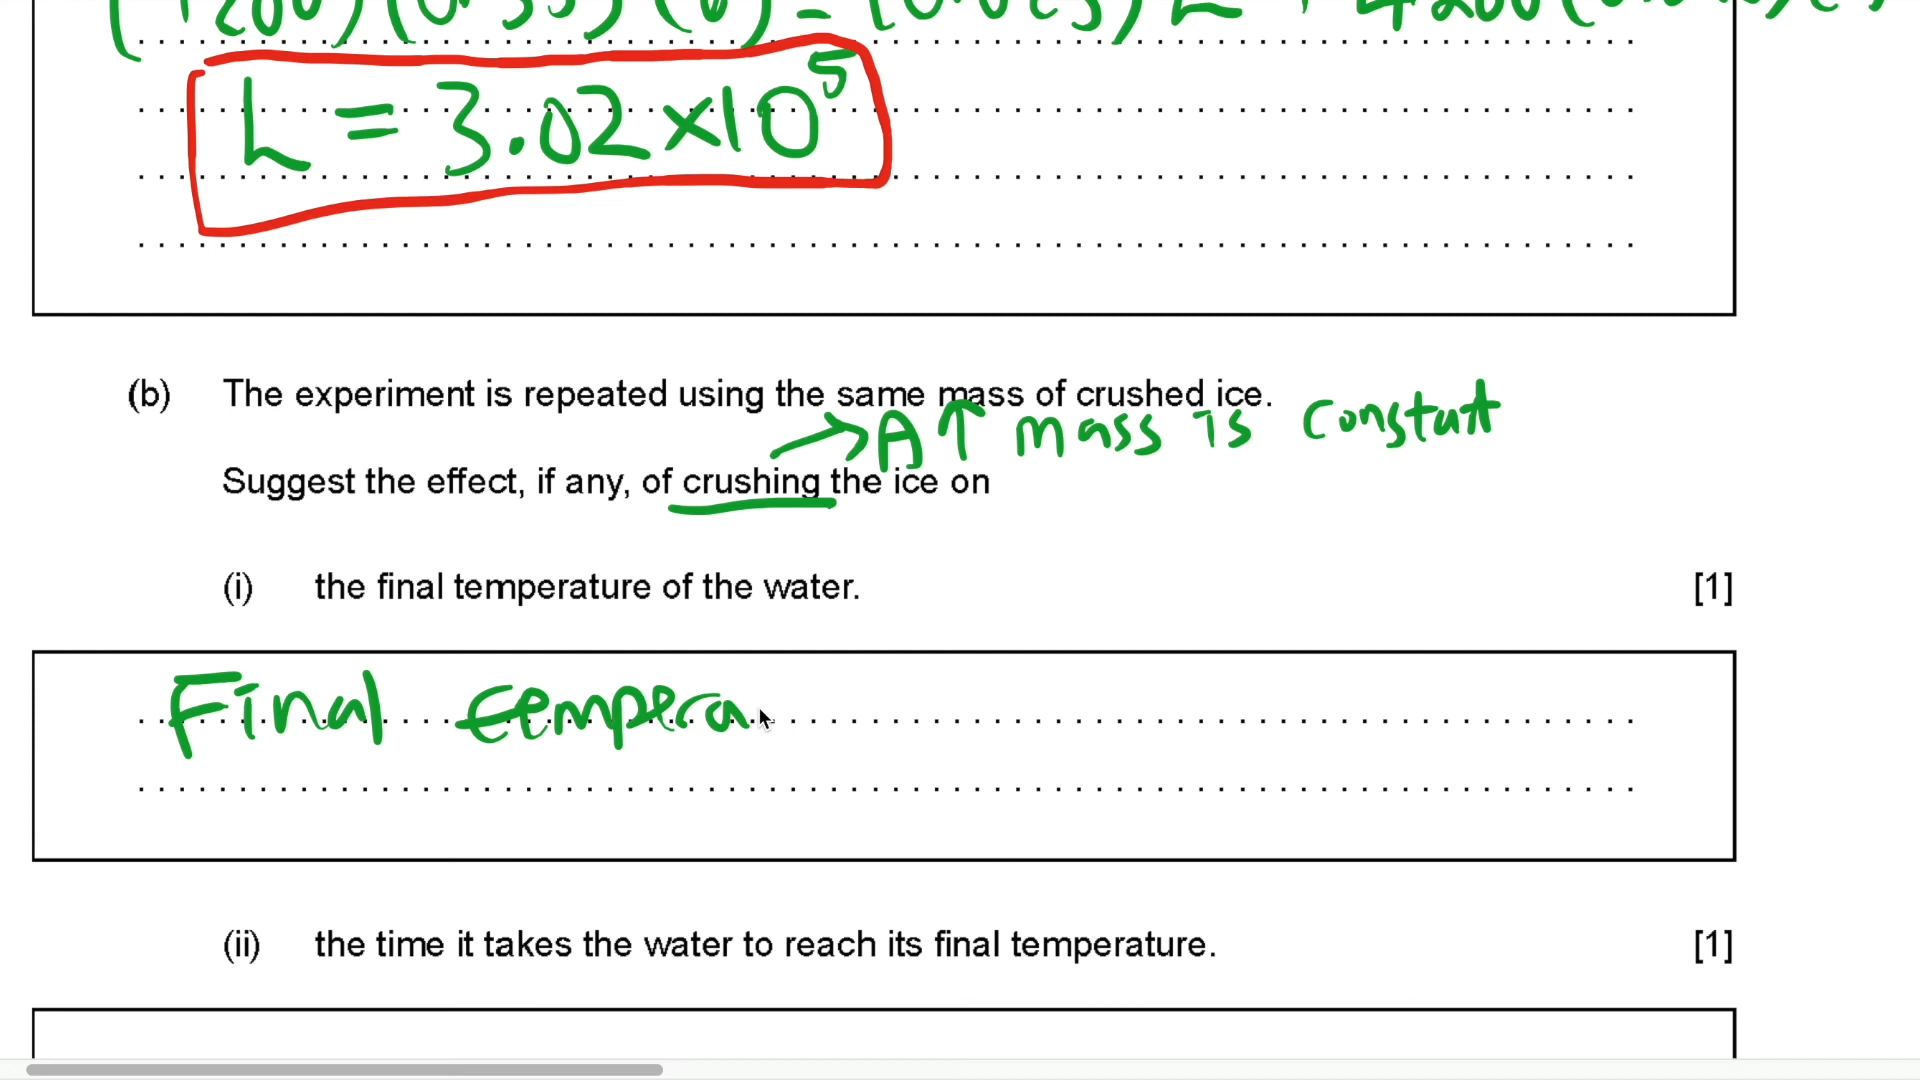 L = 3.02×10⁵
(b) The experiment is repeated using the same mass of crushed ice.
→ A↑ mass is constant
Suggest the effect, if any, of crushing the ice on
(i) the final temperature of the water. [1]
Final tempera
(ii) the time it takes the water to reach its final temperature. [1]